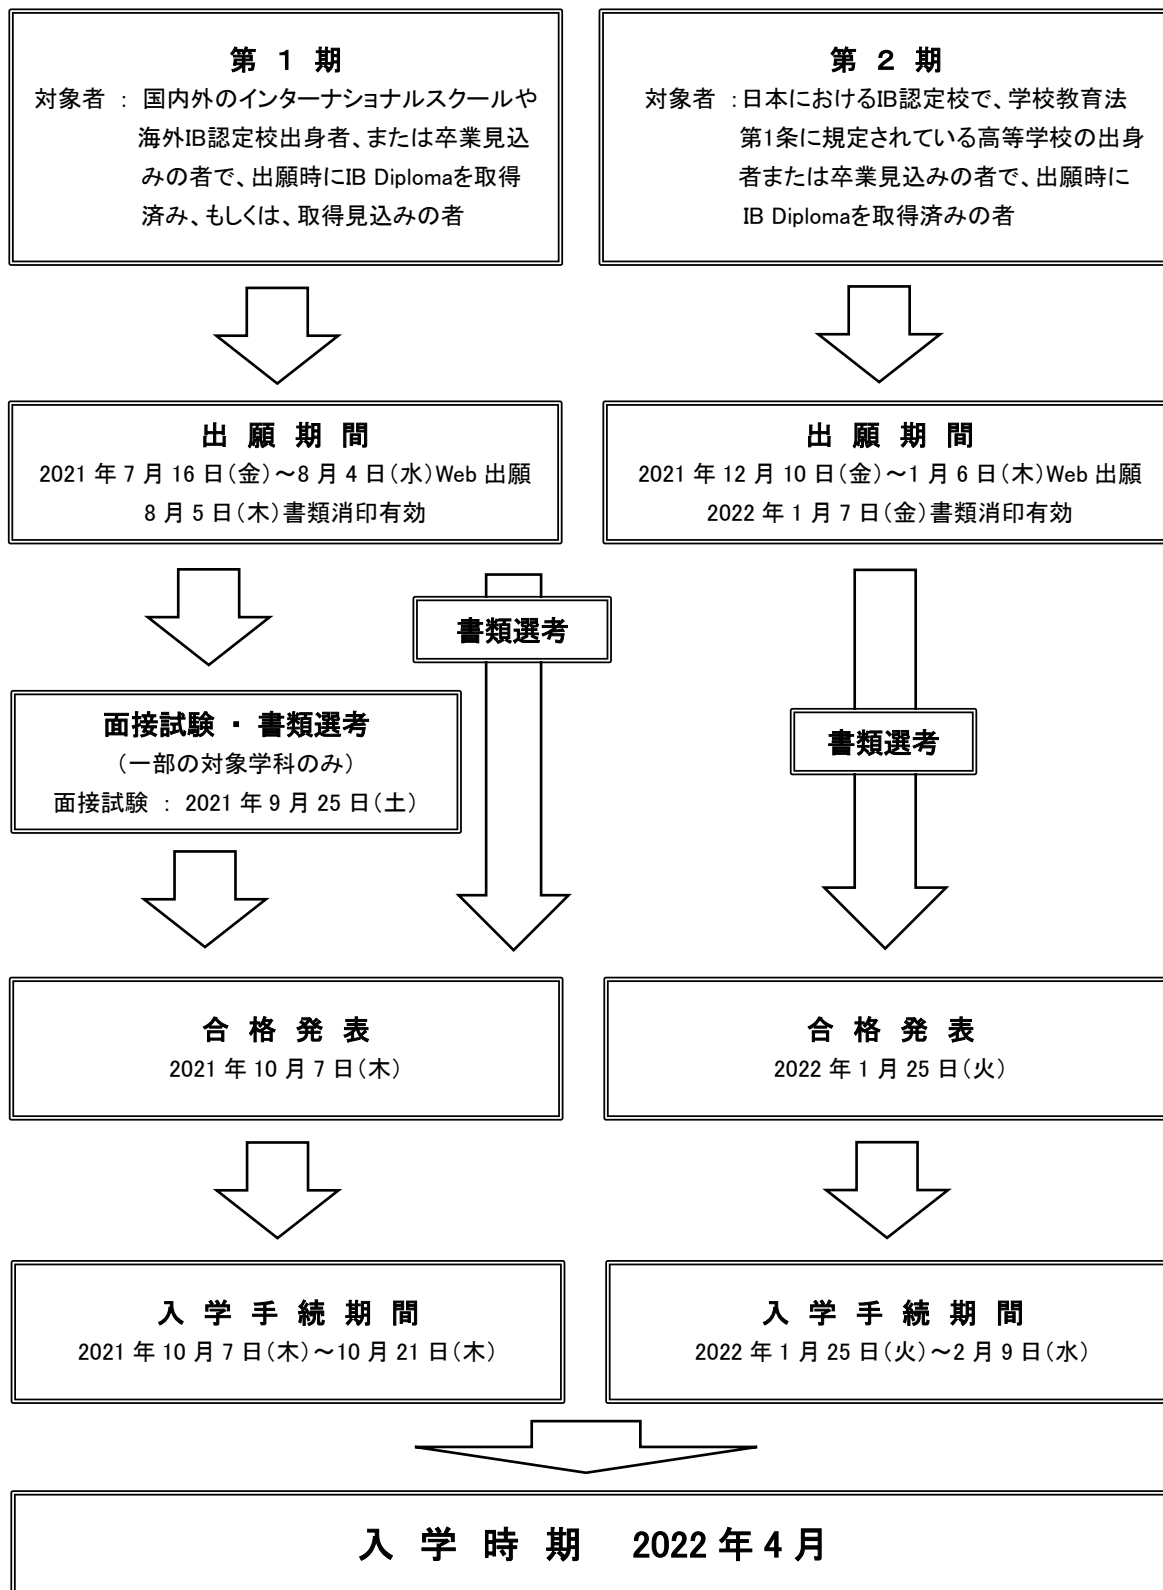 第 1 期
対象者 : 国内外のインターナショナルスクールや
海外IB認定校出身者、または卒業見込
みの者で、出願時にIB Diplomaを取得
済み、もしくは、取得見込みの者
第 2 期
対象者 :日本におけるIB認定校で、学校教育法
第1条に規定されている高等学校の出身
者または卒業見込みの者で、出願時に
IB Diplomaを取得済みの者
出 願 期 間
2021 年 7 月 16 日(金)~8 月 4 日(水)Web 出願
8 月 5 日(木)書類消印有効
出 願 期 間
2021 年 12 月 10 日(金)~1 月 6 日(木)Web 出願
2022 年 1 月 7 日(金)書類消印有効
書類選考
面接試験 ・ 書類選考
(一部の対象学科のみ)
面接試験 : 2021 年 9 月 25 日(土)
書類選考
合 格 発 表
2021 年 10 月 7 日(木)
合 格 発 表
2022 年 1 月 25 日(火)
入 学 手 続 期 間
2021 年 10 月 7 日(木)~10 月 21 日(木)
入 学 手 続 期 間
2022 年 1 月 25 日(火)~2 月 9 日(水)
入 学 時 期 2022 年 4 月